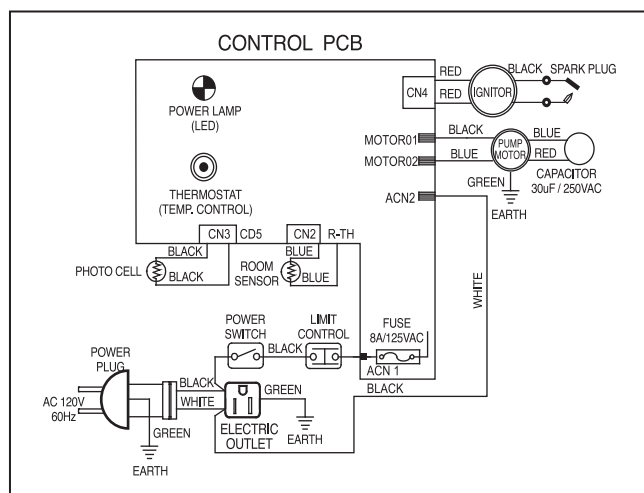 CONTROL PCB
POWER LAMP
(LED)
THERMOSTAT
(TEMP. CONTROL)
CN4
RED
RED
IGNITOR
BLACK
SPARK PLUG
MOTOR01
MOTOR02
BLACK
BLUE
PUMP
MOTOR
BLUE
RED
CAPACITOR
30uF / 250VAC
GREEN
EARTH
ACN2
WHITE
CN3
CD5
CN2
R-TH
BLACK
BLACK
PHOTO CELL
BLUE
BLUE
ROOM
SENSOR
POWER
SWITCH
BLACK
LIMIT
CONTROL
FUSE
8A/125VAC
ACN 1
BLACK
POWER
PLUG
AC 120V
60Hz
BLACK
WHITE
GREEN
EARTH
GREEN
EARTH
ELECTRIC
OUTLET